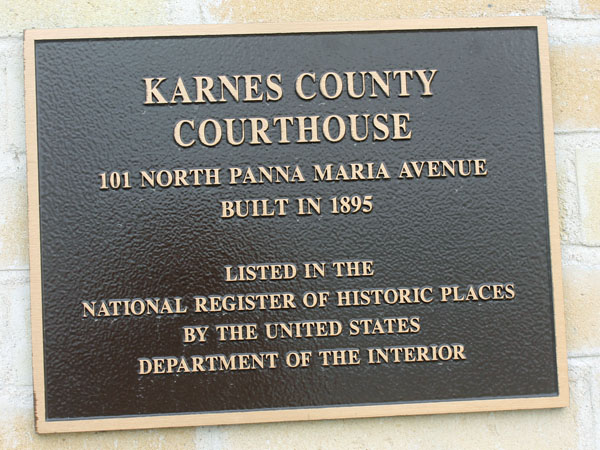 KARNES COUNTY
COURTHOUSE
101 NORTH PANNA MARIA AVENUE
BUILT IN 1895
LISTED IN THE
NATIONAL REGISTER OF HISTORIC PLACES
BY THE UNITED STATES
DEPARTMENT OF THE INTERIOR